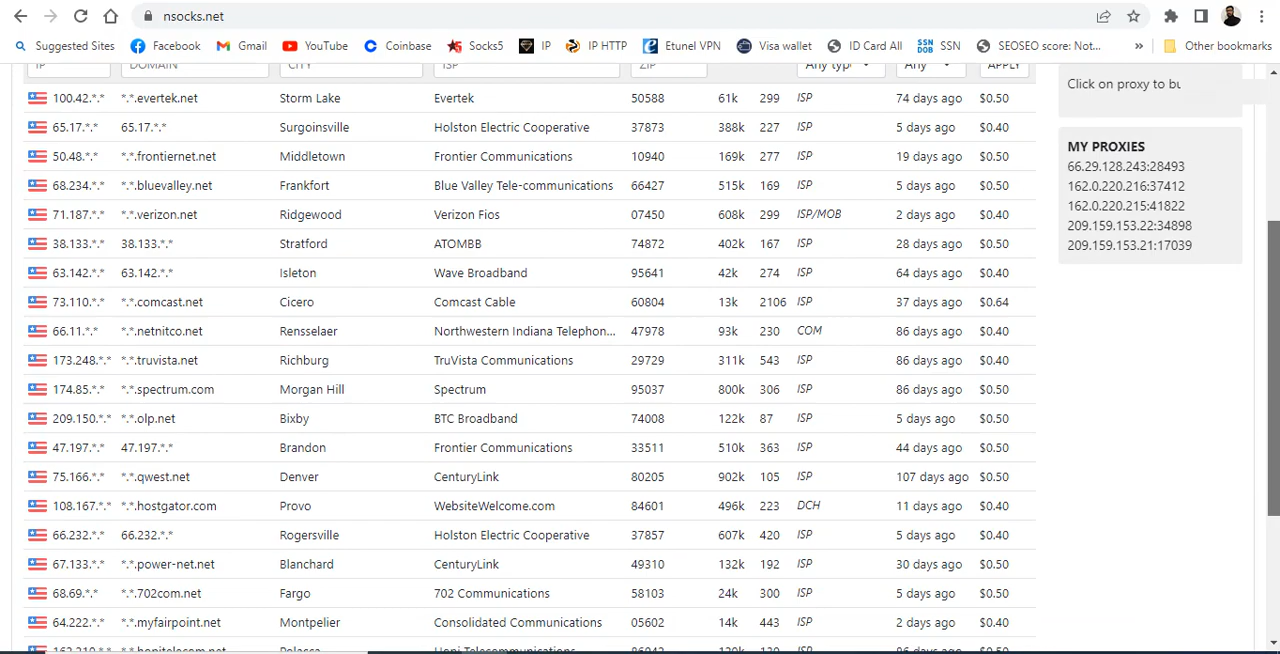 nsocks.net
Suggested Sites Facebook Gmail YouTube Coinbase Socks5 IP IP HTTP Etunel VPN Visa wallet ID Card All SSN DOB SSN SEOSEO score: Not... » Other bookmarks
IP DOMAIN CITY ISP ZIP Any type Any APPLY
100.42.*.* *.*.evertek.net Storm Lake Evertek 50588 61k 299 ISP 74 days ago $0.50
65.17.*.* 65.17.*.* Surgoinsville Holston Electric Cooperative 37873 388k 227 ISP 5 days ago $0.40
50.48.*.* *.*.frontiernet.net Middletown Frontier Communications 10940 169k 277 ISP 19 days ago $0.50
68.234.*.* *.*.bluevalley.net Frankfort Blue Valley Tele-communications 66427 515k 169 ISP 5 days ago $0.50
71.187.*.* *.*.verizon.net Ridgewood Verizon Fios 07450 608k 299 ISP/MOB 2 days ago $0.40
38.133.*.* 38.133.*.* Stratford ATOMBB 74872 402k 167 ISP 28 days ago $0.50
63.142.*.* 63.142.*.* Isleton Wave Broadband 95641 42k 274 ISP 64 days ago $0.40
73.110.*.* *.*.comcast.net Cicero Comcast Cable 60804 13k 2106 ISP 37 days ago $0.64
66.11.*.* *.*.netnitco.net Rensselaer Northwestern Indiana Telephon... 47978 93k 230 COM 86 days ago $0.40
173.248.*.* *.*.truvista.net Richburg TruVista Communications 29729 311k 543 ISP 86 days ago $0.40
174.85.*.* *.*.spectrum.com Morgan Hill Spectrum 95037 800k 306 ISP 86 days ago $0.50
209.150.*.* *.*.olp.net Bixby BTC Broadband 74008 122k 87 ISP 5 days ago $0.50
47.197.*.* 47.197.*.* Brandon Frontier Communications 33511 510k 363 ISP 44 days ago $0.50
75.166.*.* *.*.qwest.net Denver CenturyLink 80205 902k 105 ISP 107 days ago $0.50
108.167.*.* *.*.hostgator.com Provo WebsiteWelcome.com 84601 496k 223 DCH 11 days ago $0.40
66.232.*.* 66.232.*.* Rogersville Holston Electric Cooperative 37857 607k 420 ISP 5 days ago $0.40
67.133.*.* *.*.power-net.net Blanchard CenturyLink 49310 132k 192 ISP 30 days ago $0.50
68.69.*.* *.*.702com.net Fargo 702 Communications 58103 24k 300 ISP 5 days ago $0.50
64.222.*.* *.*.myfairpoint.net Montpelier Consolidated Communications 05602 14k 443 ISP 2 days ago $0.40
Click on proxy to bu
MY PROXIES
66.29.128.243:28493
162.0.220.216:37412
162.0.220.215:41822
209.159.153.22:34898
209.159.153.21:17039